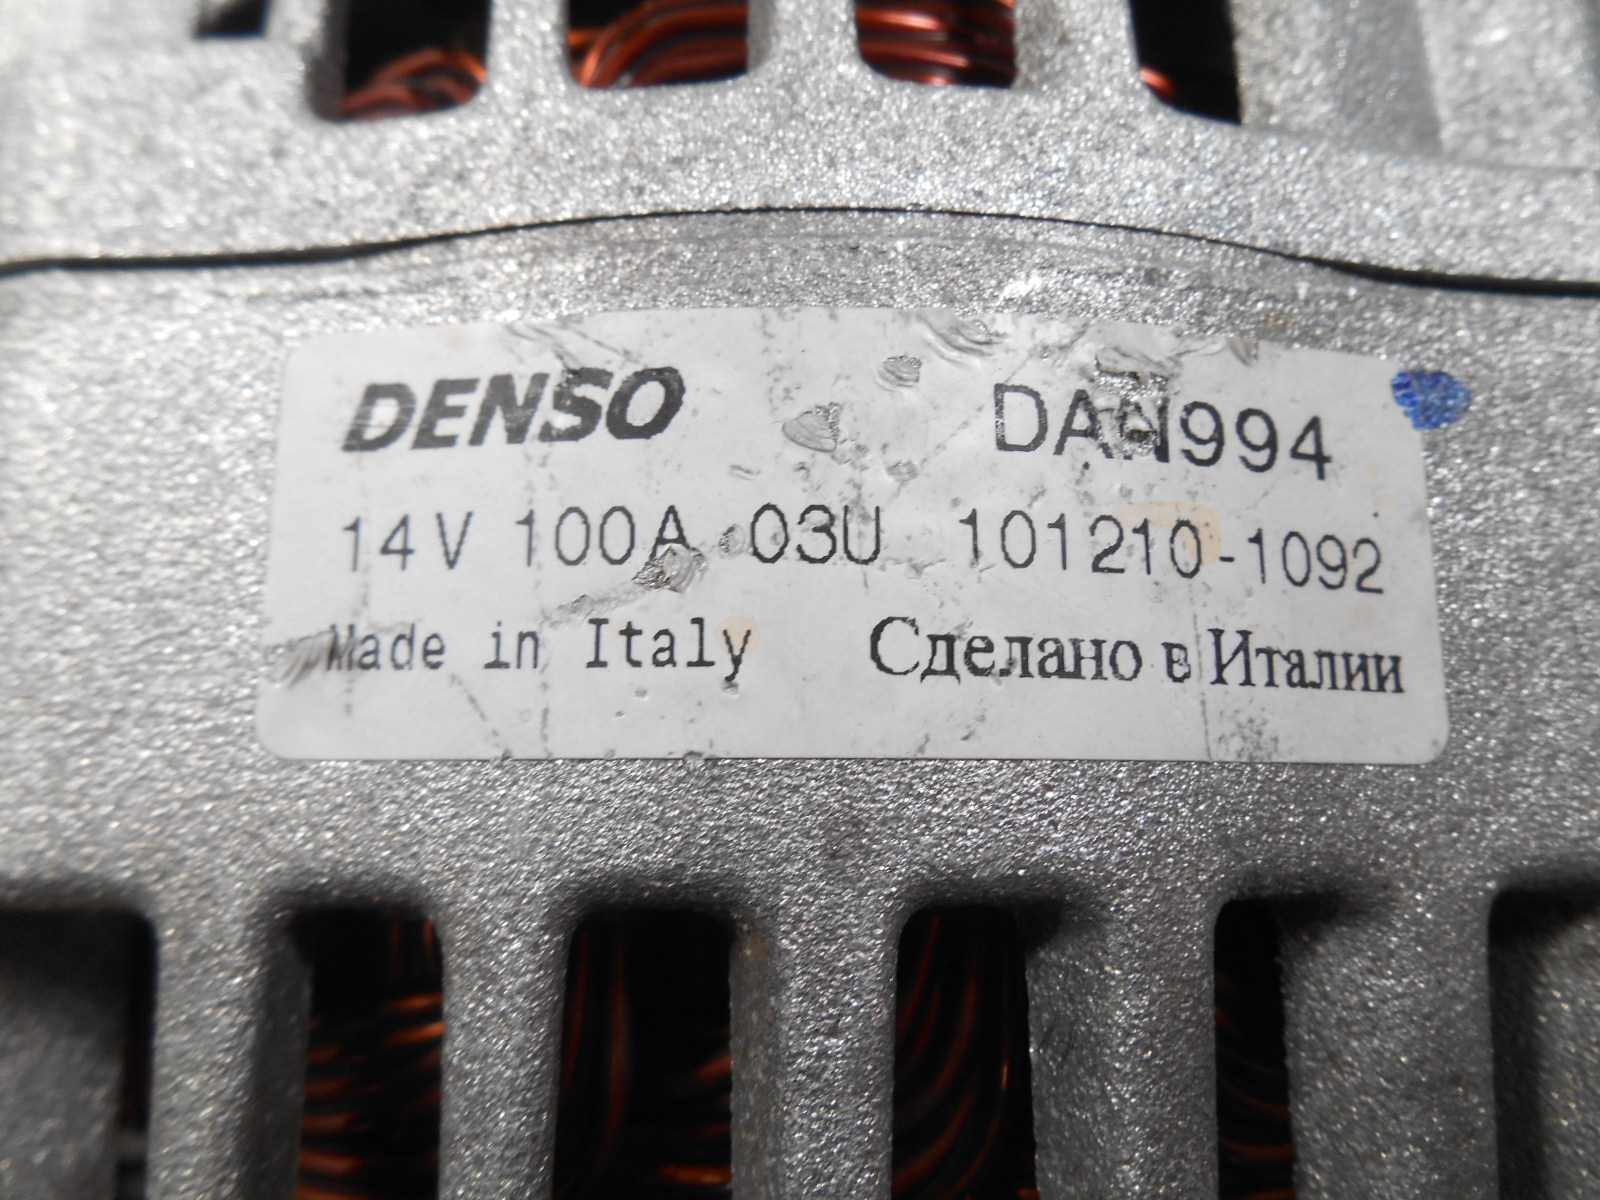 DENSO DAN994
14V 100A 03U 101210-1092
Made in Italy Сделано в Италии